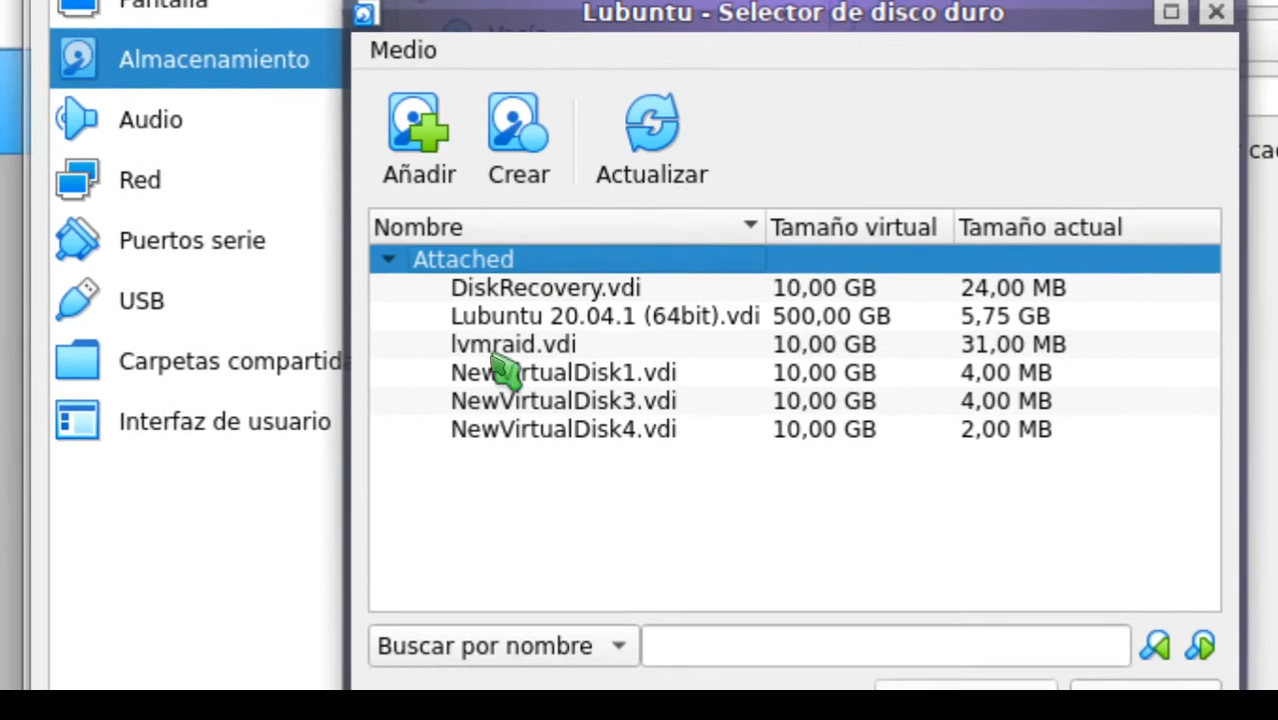 Pantalla
Almacenamiento
Audio
Red
Puertos serie
USB
Carpetas compartida
Interfaz de usuario
Lubuntu - Selector de disco duro
Medio
Añadir
Crear
Actualizar
Nombre
Tamaño virtual
Tamaño actual
Attached
DiskRecovery.vdi 10,00 GB 24,00 MB
Lubuntu 20.04.1 (64bit).vdi 500,00 GB 5,75 GB
lvmraid.vdi 10,00 GB 31,00 MB
NewVirtualDisk1.vdi 10,00 GB 4,00 MB
NewVirtualDisk3.vdi 10,00 GB 4,00 MB
NewVirtualDisk4.vdi 10,00 GB 2,00 MB
Buscar por nombre